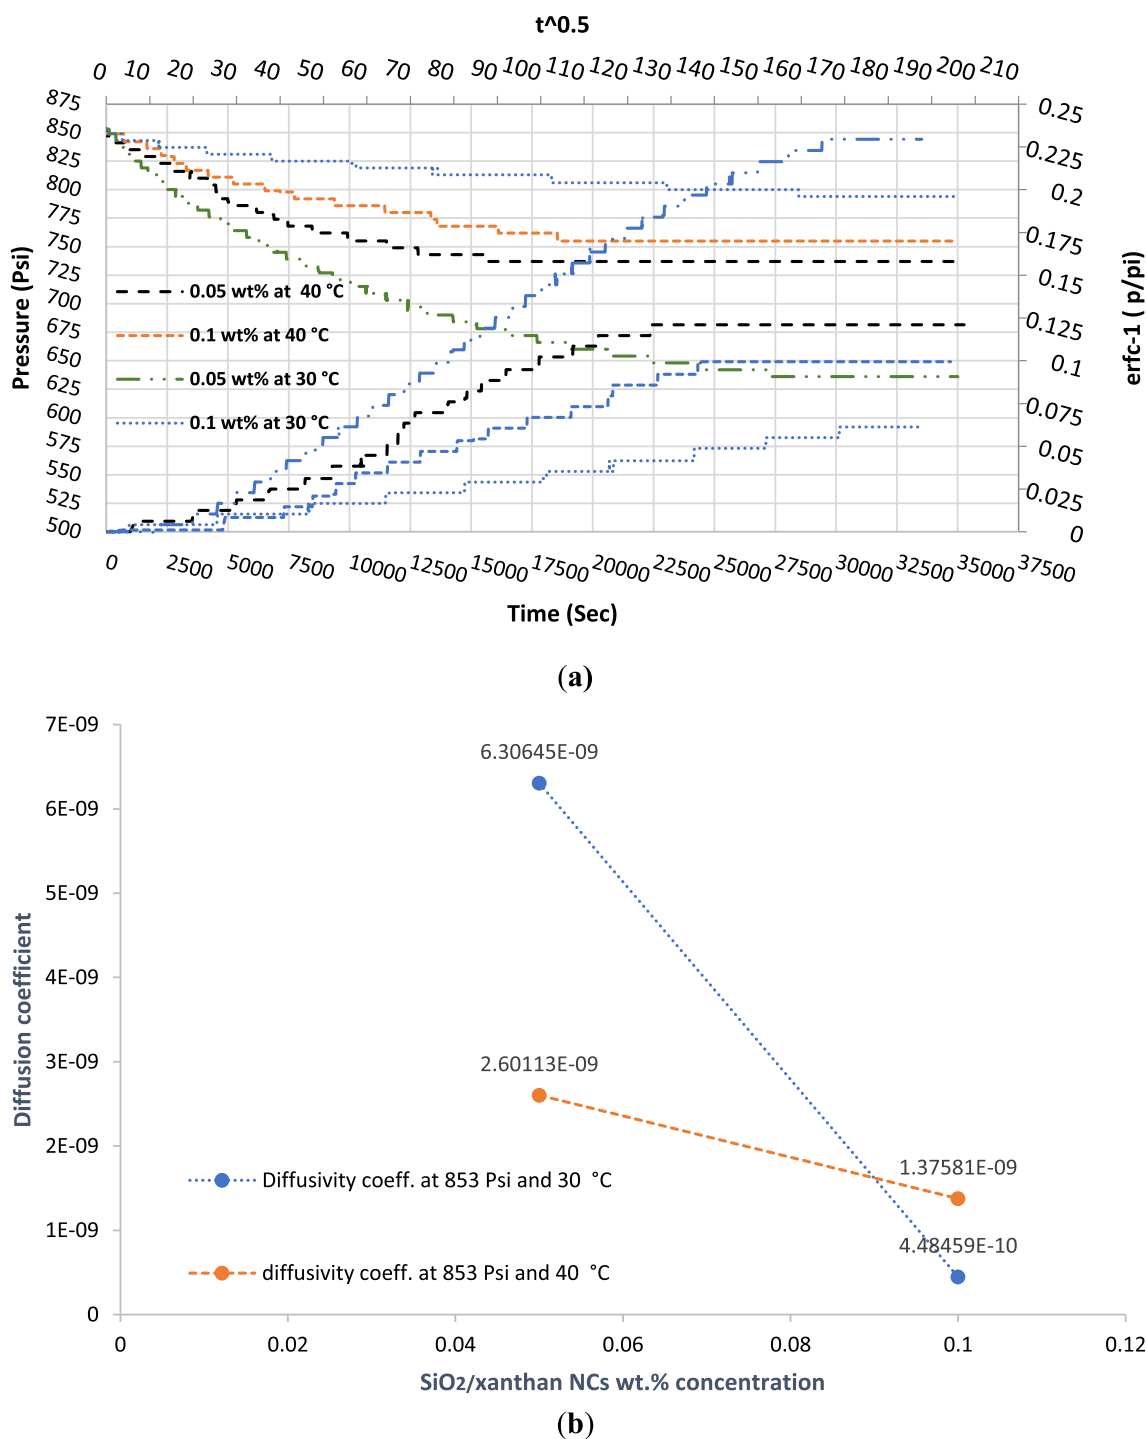 t^0.5
0 10 20 30 40 50 60 70 80 90 100 110 120 130 140 150 160 170 180 190 200 210
875
850
825
800
775
750
725
700
675
650
625
600
575
550
525
500
Pressure (Psi)
0.25
0.225
0.2
0.175
0.15
0.125
0.1
0.075
0.05
0.025
0
erfc-1 ( p/pi)
0.05 wt% at 40 °C
0.1 wt% at 40 °C
0.05 wt% at 30 °C
0.1 wt% at 30 °C
0 2500 5000 7500 10000 12500 15000 17500 20000 22500 25000 27500 30000 32500 35000 37500
Time (Sec)
(a)
7E-09
6E-09
5E-09
4E-09
3E-09
2E-09
1E-09
0
Diffusion coefficient
6.30645E-09
2.60113E-09
1.37581E-09
4.48459E-10
Diffusivity coeff. at 853 Psi and 30 °C
diffusivity coeff. at 853 Psi and 40 °C
0 0.02 0.04 0.06 0.08 0.1 0.12
SiO2/xanthan NCs wt.% concentration
(b)